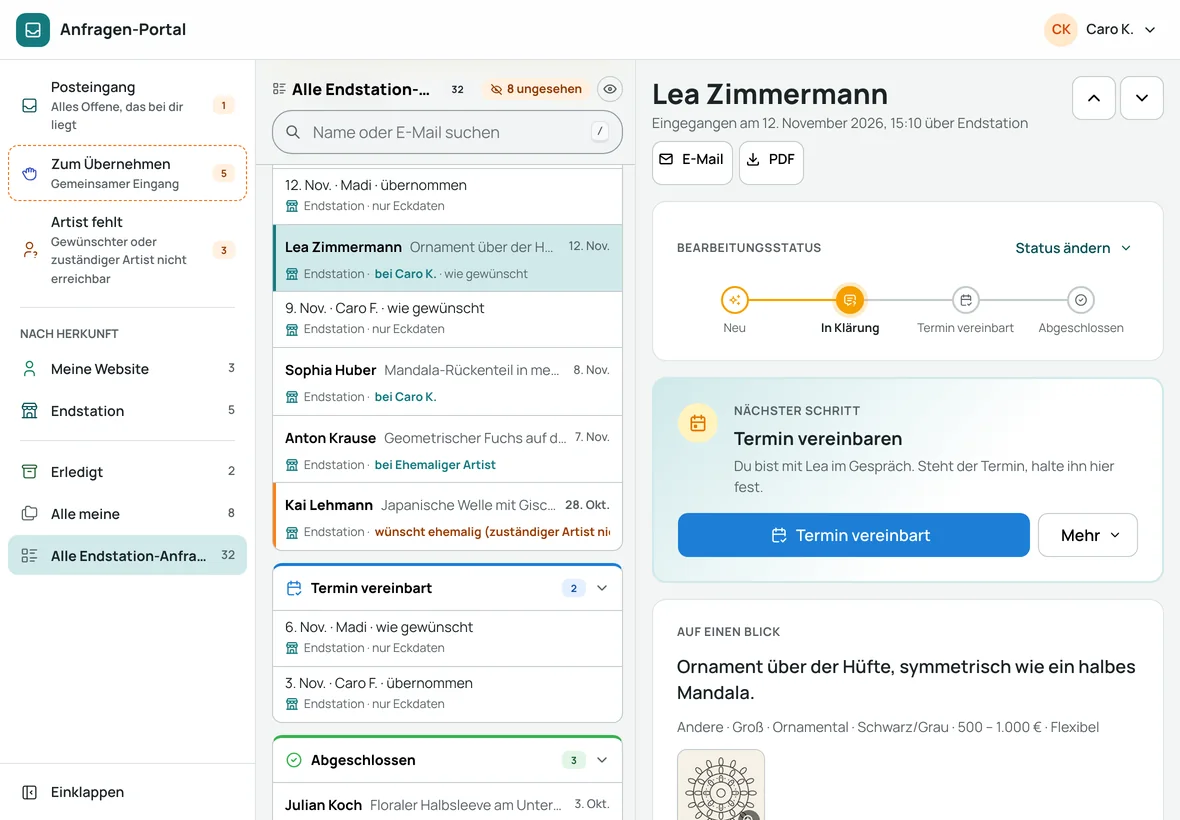 Anfragen-Portal
CK Caro K.
Posteingang
Alles Offene, das bei dir
liegt
1
Zum Übernehmen
Gemeinsamer Eingang
5
Artist fehlt
Gewünschter oder
zuständiger Artist nicht
erreichbar
3
NACH HERKUNFT
Meine Website 3
Endstation 5
Erledigt 2
Alle meine 8
Alle Endstation-Anfra... 32
Einklappen
Alle Endstation-... 32 8 ungesehen
Name oder E-Mail suchen /
12. Nov. · Madi · übernommen
Endstation · nur Eckdaten
Lea Zimmermann Ornament über der H... 12. Nov.
Endstation · bei Caro K. · wie gewünscht
9. Nov. · Caro F. · wie gewünscht
Endstation · nur Eckdaten
Sophia Huber Mandala-Rückenteil in me... 8. Nov.
Endstation · bei Caro K.
Anton Krause Geometrischer Fuchs auf d... 7. Nov.
Endstation · bei Ehemaliger Artist
Kai Lehmann Japanische Welle mit Gisc... 28. Okt.
Endstation · wünscht ehemalig (zuständiger Artist ni
Termin vereinbart 2
6. Nov. · Madi · wie gewünscht
Endstation · nur Eckdaten
3. Nov. · Caro F. · übernommen
Endstation · nur Eckdaten
Abgeschlossen 3
Julian Koch Floraler Halbsleeve am Unter... 3. Okt.
Lea Zimmermann
Eingegangen am 12. November 2026, 15:10 über Endstation
E-Mail PDF
BEARBEITUNGSSTATUS Status ändern
Neu In Klärung Termin vereinbart Abgeschlossen
NÄCHSTER SCHRITT
Termin vereinbaren
Du bist mit Lea im Gespräch. Steht der Termin, halte ihn hier
fest.
Termin vereinbart Mehr
AUF EINEN BLICK
Ornament über der Hüfte, symmetrisch wie ein halbes
Mandala.
Andere · Groß · Ornamental · Schwarz/Grau · 500 – 1.000 € · Flexibel